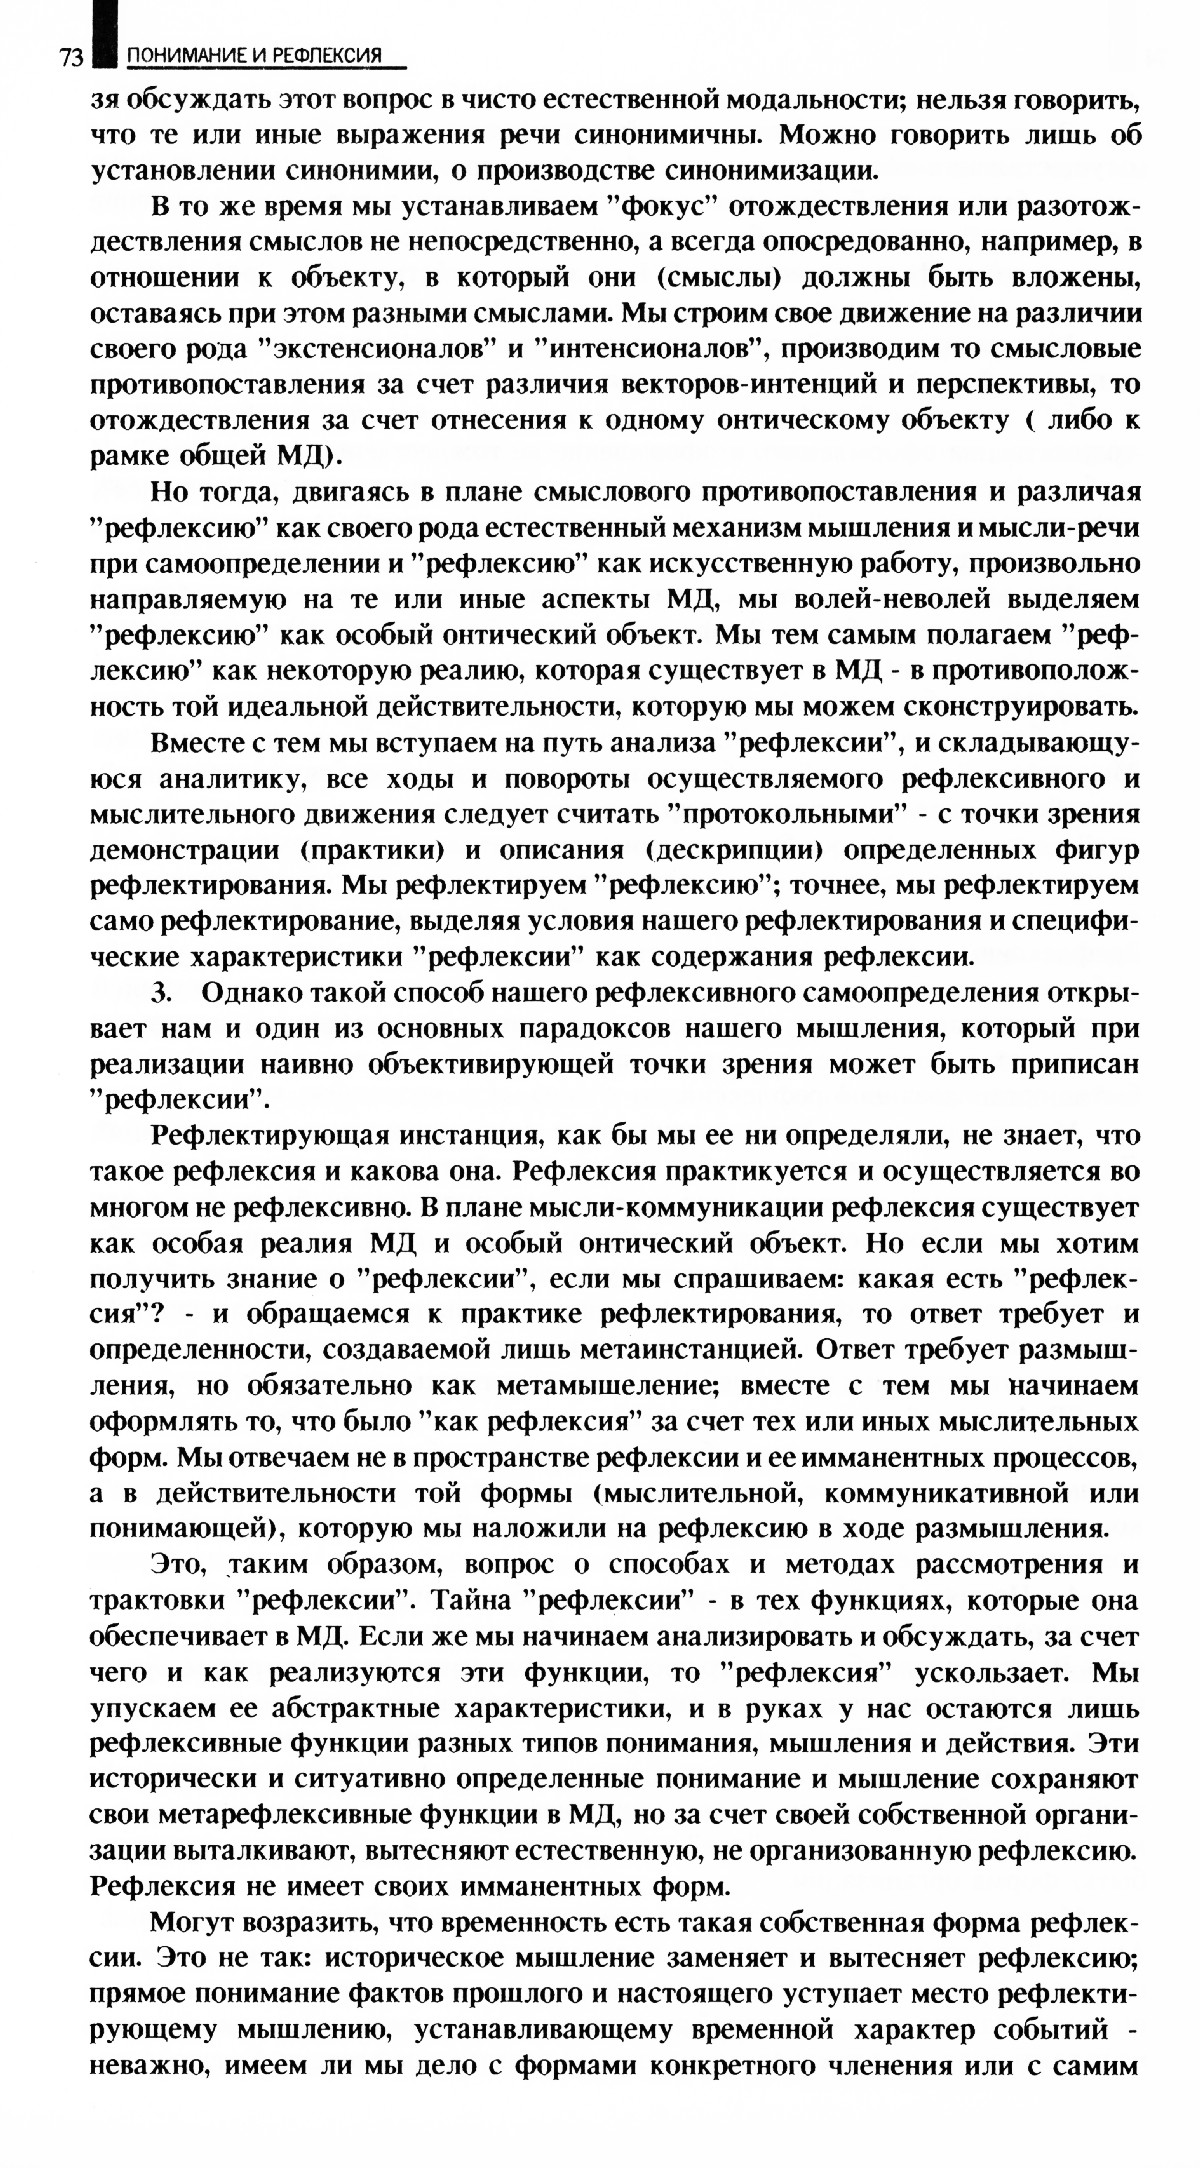 73 ПОНИМАНИЕ И РЕФЛЕКСИЯ
зя обсуждать этот вопрос в чисто естественной модальности; нельзя говорить,
что те или иные выражения речи синонимичны. Можно говорить лишь об
установлении синонимии, о производстве синонимизации.
В то же время мы устанавливаем ”фокус” отождествления или разотож-
дествления смыслов не непосредственно, а всегда опосредованно, например, в
отношении к объекту, в который они (смыслы) должны быть вложены,
оставаясь при этом разными смыслами. Мы строим свое движение на различии
своего рода ”экстенсионалов” и ”интенсионалов”, производим то смысловые
противопоставления за счет различия векторов-интенций и перспективы, то
отождествления за счет отнесения к одному онтическому объекту ( либо к
рамке общей МД).
Но тогда, двигаясь в плане смыслового противопоставления и различая
”рефлексию” как своего рода естественный механизм мышления и мысли-речи
при самоопределении и ”рефлексию” как искусственную работу, произвольно
направляемую на те или иные аспекты МД, мы волей-неволей выделяем
”рефлексию” как особый онтический объект. Мы тем самым полагаем ”реф-
лексию” как некоторую реалию, которая существует в МД - в противополож-
ность той идеальной действительности, которую мы можем сконструировать.
Вместе с тем мы вступаем на путь анализа ”рефлексии”, и складывающу-
юся аналитику, все ходы и повороты осуществляемого рефлексивного и
мыслительного движения следует считать ”протокольными” - с точки зрения
демонстрации (практики) и описания (дескрипции) определенных фигур
рефлектирования. Мы рефлектируем ”рефлексию”; точнее, мы рефлектируем
само рефлектирование, выделяя условия нашего рефлектирования и специфи-
ческие характеристики ”рефлексии” как содержания рефлексии.
3. Однако такой способ нашего рефлексивного самоопределения откры-
вает нам и один из основных парадоксов нашего мышления, который при
реализации наивно объективирующей точки зрения может быть приписан
”рефлексии”.
Рефлектирующая инстанция, как бы мы ее ни определяли, не знает, что
такое рефлексия и какова она. Рефлексия практикуется и осуществляется во
многом не рефлексивно. В плане мысли-коммуникации рефлексия существует
как особая реалия МД и особый онтический объект. Но если мы хотим
получить знание о ”рефлексии”, если мы спрашиваем: какая есть ”рефлек-
сия”? - и обращаемся к практике рефлектирования, то ответ требует и
определенности, создаваемой лишь метаинстанцией. Ответ требует размыш-
ления, но обязательно как метамышеление; вместе с тем мы начинаем
оформлять то, что было ”как рефлексия” за счет тех или иных мыслительных
форм. Мы отвечаем не в пространстве рефлексии и ее имманентных процессов,
а в действительности той формы (мыслительной, коммуникативной или
понимающей), которую мы наложили на рефлексию в ходе размышления.
Это, таким образом, вопрос о способах и методах рассмотрения и
трактовки ”рефлексии”. Тайна ”рефлексии” - в тех функциях, которые она
обеспечивает в МД. Если же мы начинаем анализировать и обсуждать, за счет
чего и как реализуются эти функции, то ”рефлексия” ускользает. Мы
упускаем ее абстрактные характеристики, и в руках у нас остаются лишь
рефлексивные функции разных типов понимания, мышления и действия. Эти
исторически и ситуативно определенные понимание и мышление сохраняют
свои метарефлексивные функции в МД, но за счет своей собственной органи-
зации выталкивают, вытесняют естественную, не организованную рефлексию.
Рефлексия не имеет своих имманентных форм.
Могут возразить, что временность есть такая собственная форма рефлек-
сии. Это не так: историческое мышление заменяет и вытесняет рефлексию;
прямое понимание фактов прошлого и настоящего уступает место рефлекти-
рующему мышлению, устанавливающему временной характер событий -
неважно, имеем ли мы дело с формами конкретного членения или с самим